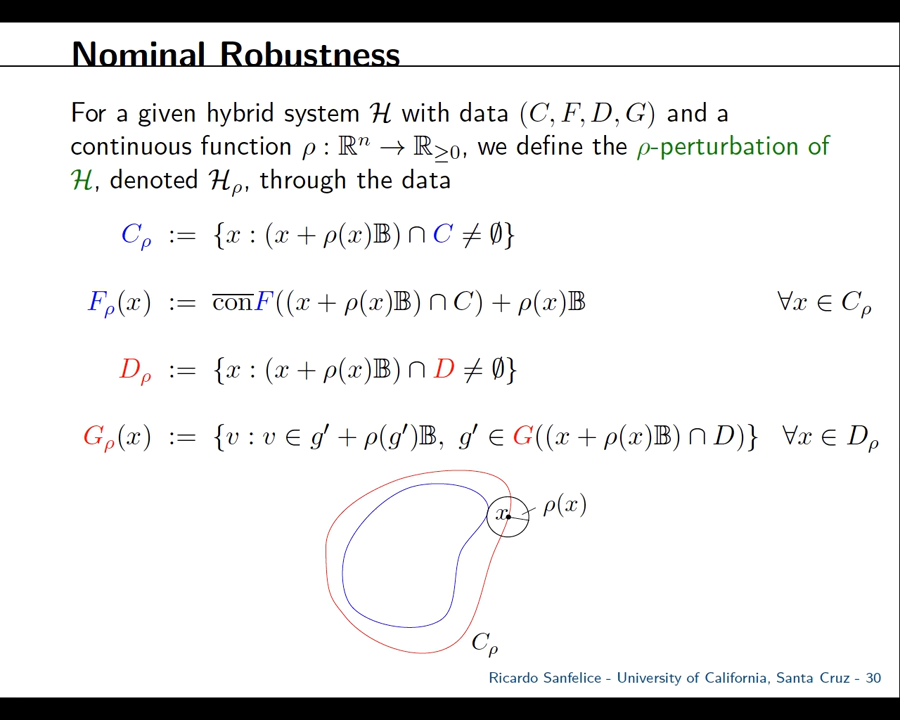 Nominal Robustness
For a given hybrid system ℋ with data (C, F, D, G) and a
continuous function ρ : ℝⁿ → ℝ≥0, we define the ρ-perturbation of
ℋ, denoted ℋρ, through the data
Cρ := {x : (x + ρ(x)𝔹) ∩ C ≠ ∅}
Fρ(x) := c̅o̅n̅F((x + ρ(x)𝔹) ∩ C) + ρ(x)𝔹 ∀x ∈ Cρ
Dρ := {x : (x + ρ(x)𝔹) ∩ D ≠ ∅}
Gρ(x) := {v : v ∈ g′ + ρ(g′)𝔹, g′ ∈ G((x + ρ(x)𝔹) ∩ D)} ∀x ∈ Dρ
x ρ(x)
Cρ
Ricardo Sanfelice - University of California, Santa Cruz - 30